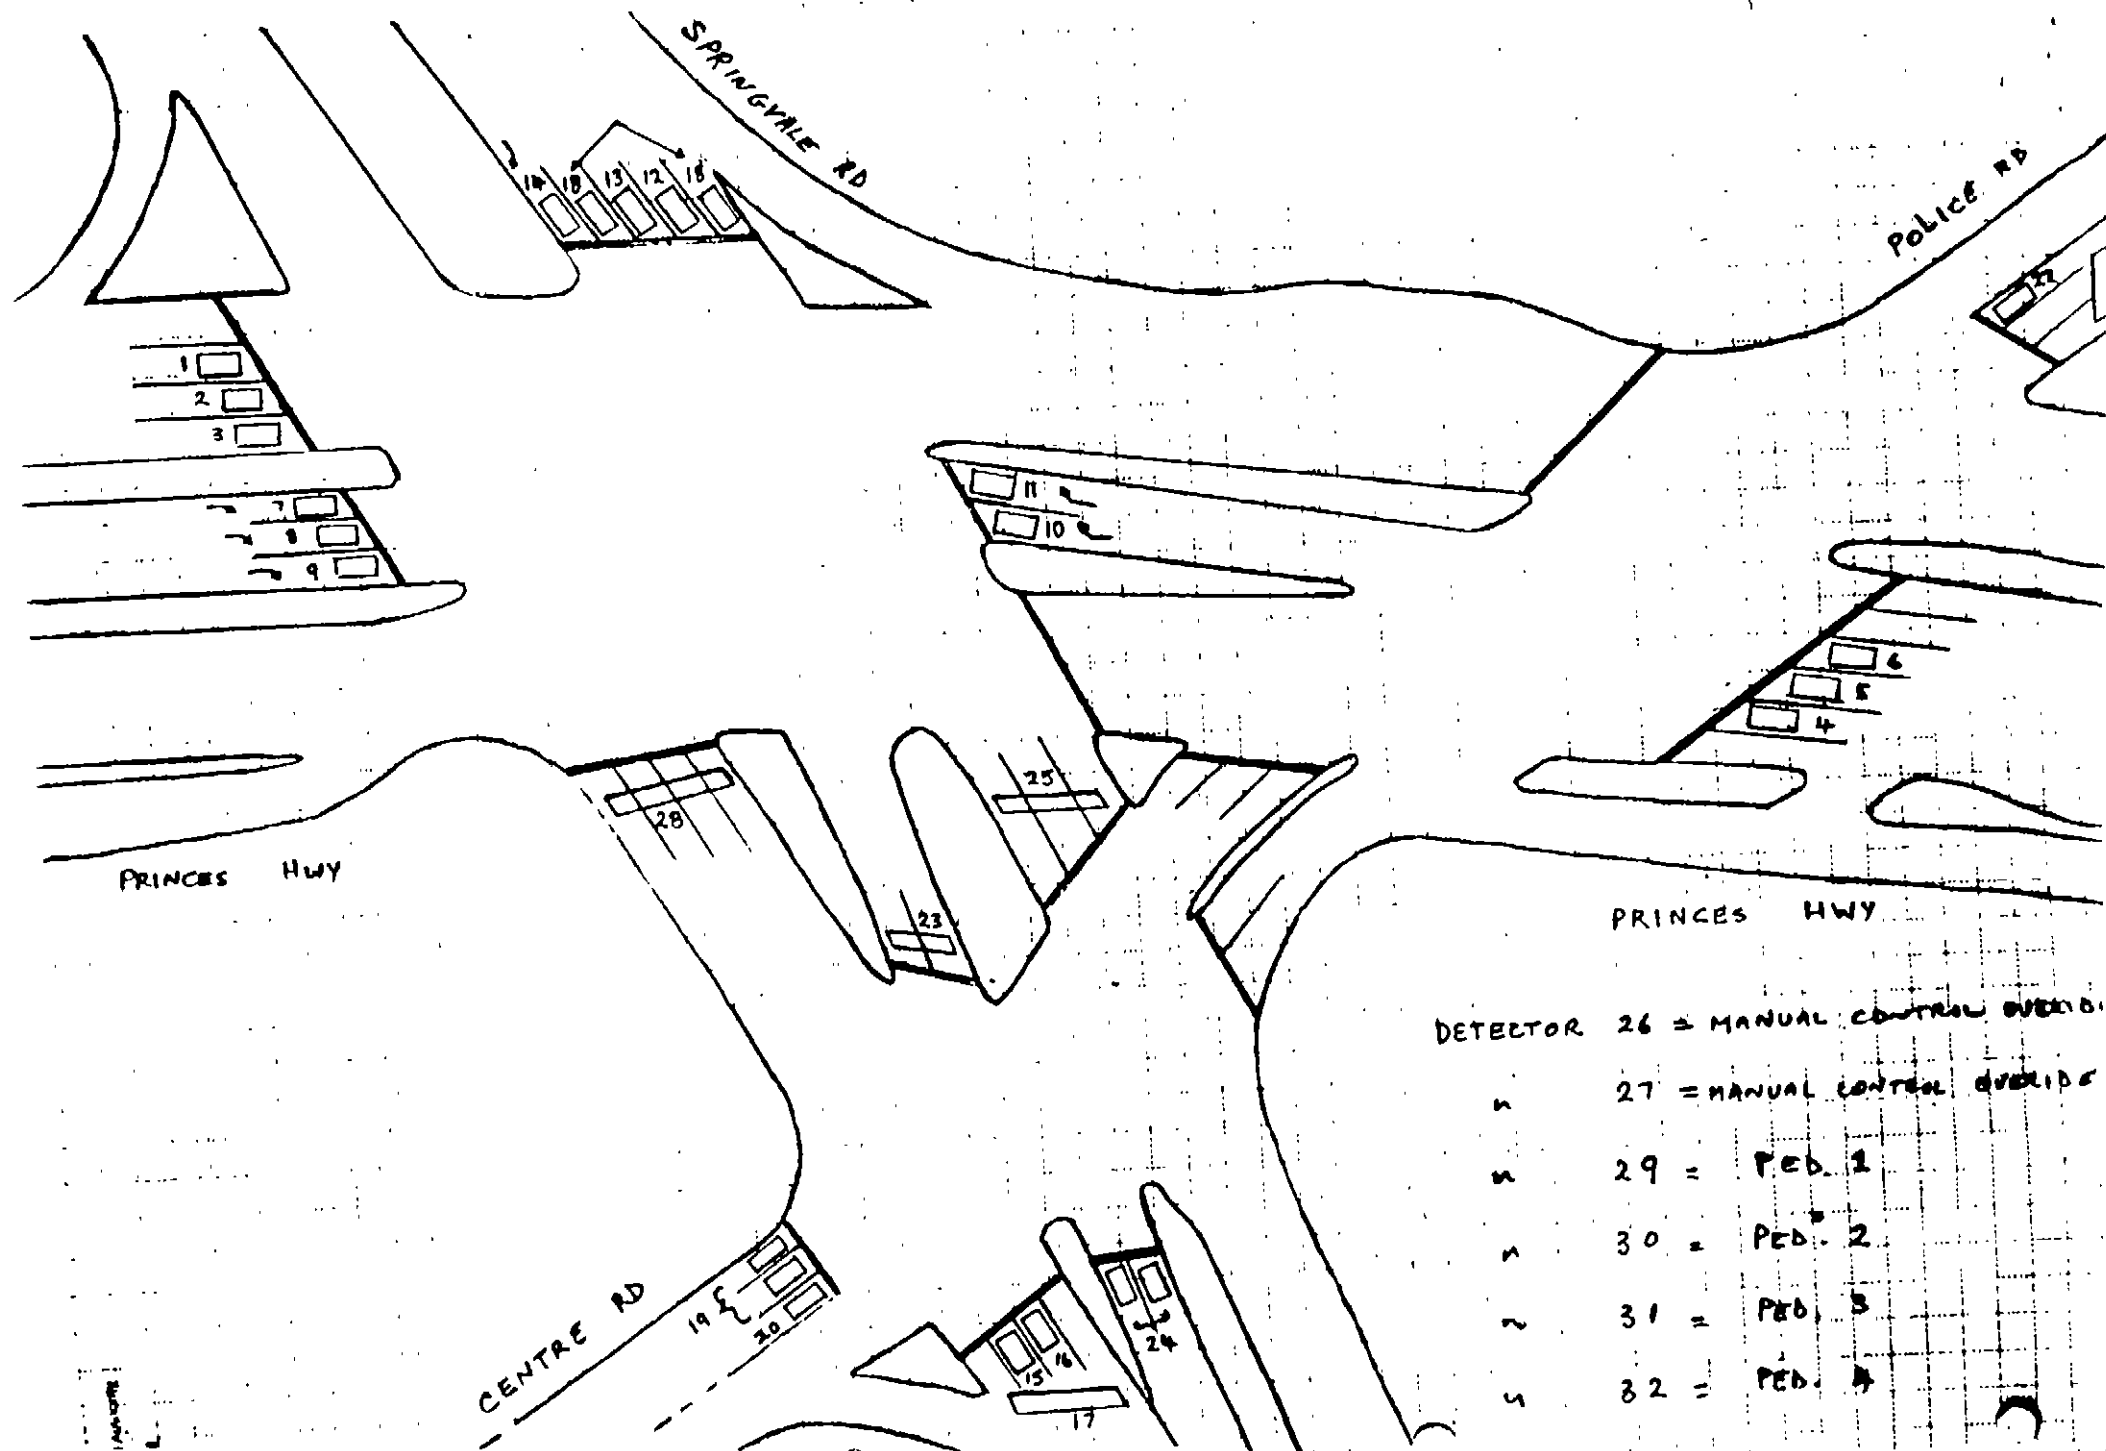 SPRINGVALE RD
POLICE RD
14 18 13 12 18
22
1
2
3
7
8
9
11
10
6
5
4
25
28
23
PRINCES HWY
PRINCES HWY
DETECTOR 26 = MANUAL CONTROL
" 27 = MANUAL CONTROL OVERIDE
" 29 = PED. 1
" 30 = PED. 2
" 31 = PED. 3
" 32 = PED. 4
CENTRE RD
19
20
15
16
24
17